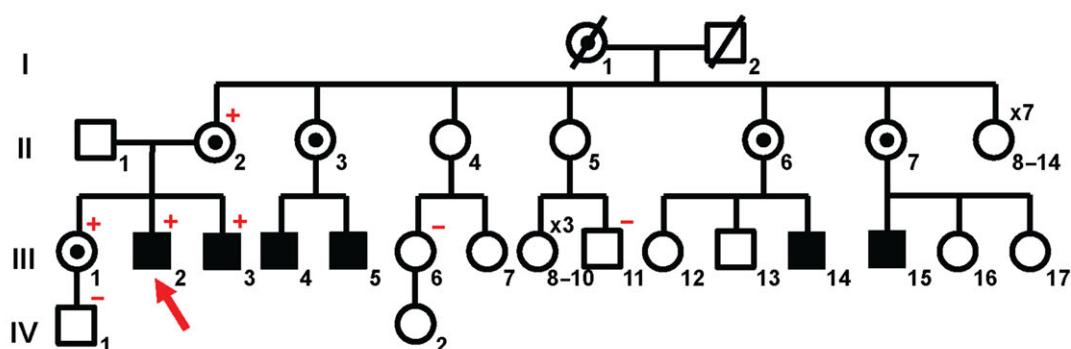 I 1 2
+ x7
II 1 2 3 4 5 6 7 8–14
+ + + – x3 –
III 1 2 3 4 5 6 7 8–10 11 12 13 14 15 16 17
–
IV 1 2